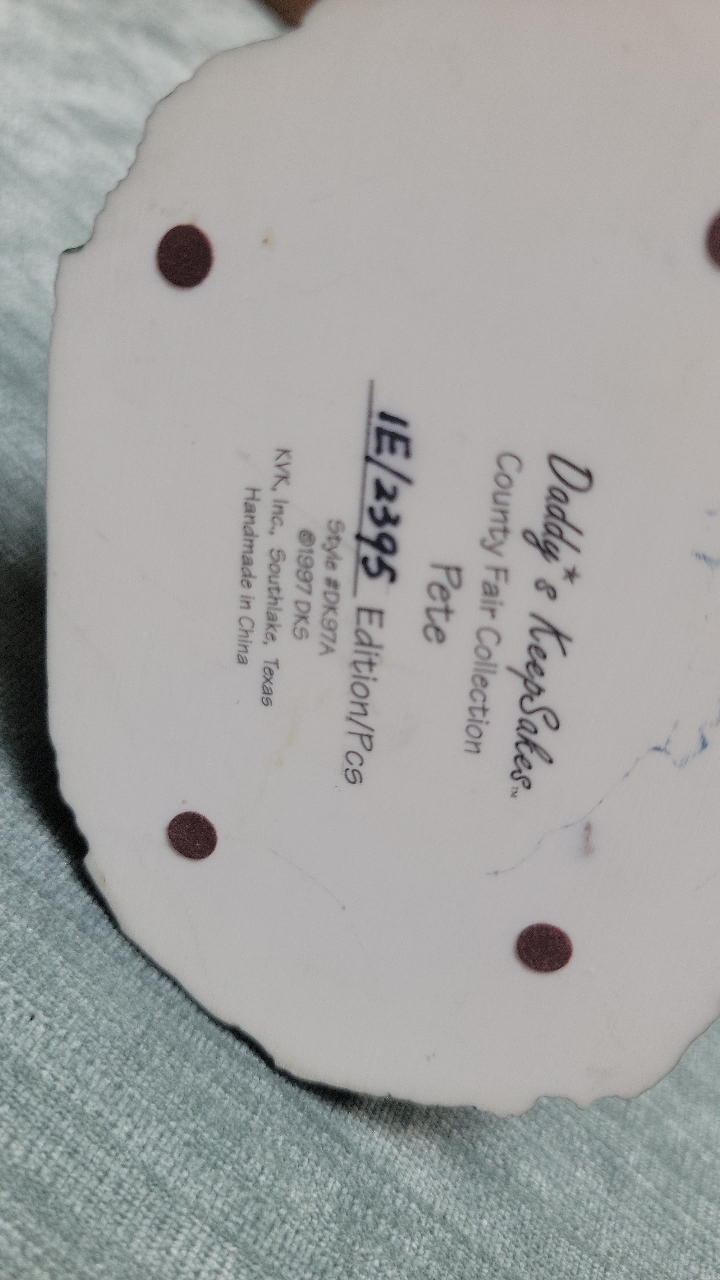 Daddy*s KeepSakes™
County Fair Collection
Pete
1E/2395 Edition/Pcs
Style #DK97A
©1997 DKS
KVK, Inc., Southlake, Texas
Handmade in China